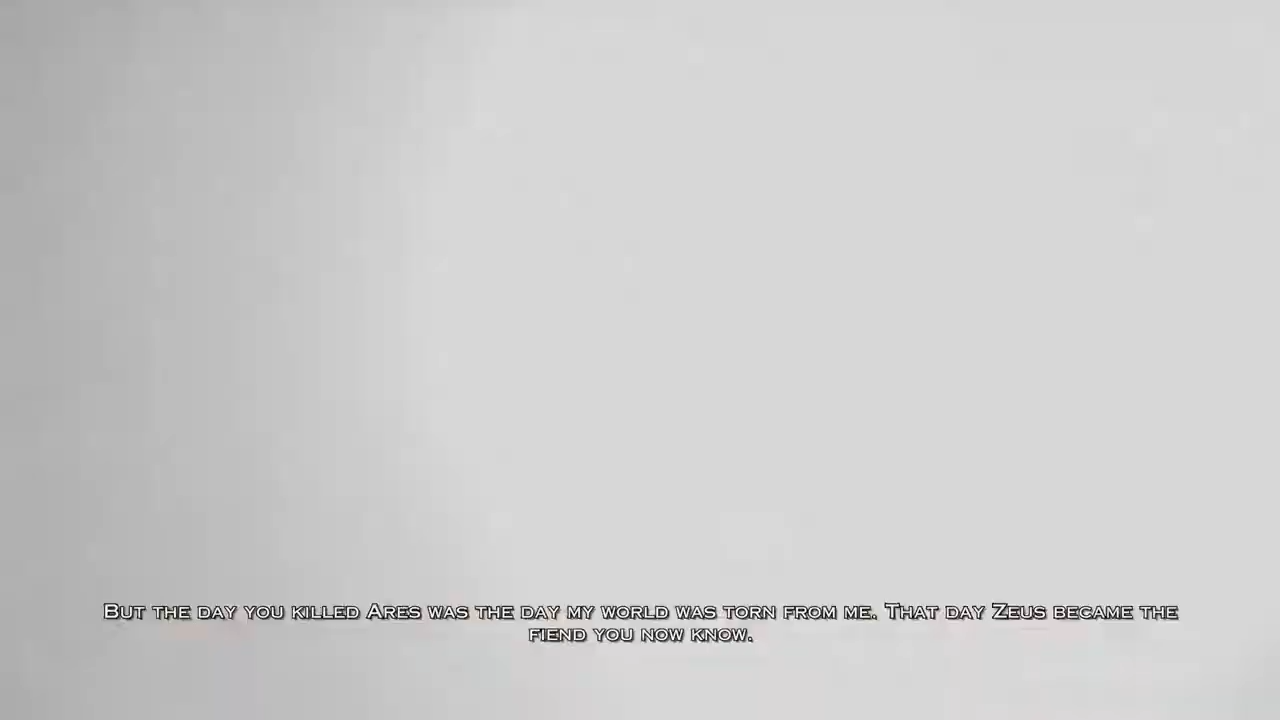 But the day you killed Ares was the day my world was torn from me. That day Zeus became the
fiend you now know.